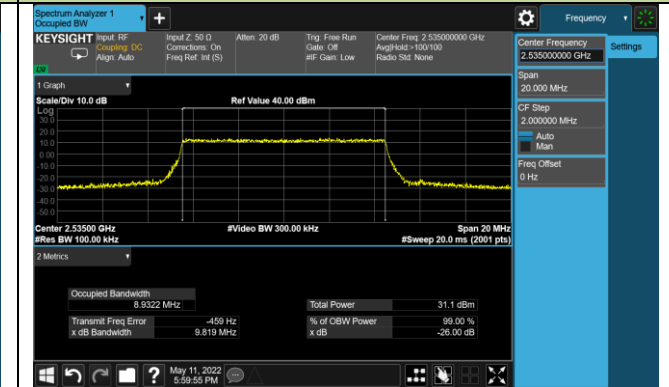 Spectrum Analyzer 1
Occupied BW
+
Frequency
KEYSIGHT
Input: RF
Coupling: DC
Align: Auto
Input Z: 50 Ω
Corrections: On
Freq Ref: Int (S)
Atten: 20 dB
Trig: Free Run
Gate: Off
#IF Gain: Low
Center Freq: 2.535000000 GHz
Avg|Hold:>100/100
Radio Std: None
Center Frequency
2.535000000 GHz
Settings
Span
20.000 MHz
CF Step
2.000000 MHz
Auto
Man
Freq Offset
0 Hz
1 Graph
Scale/Div 10.0 dB
Ref Value 40.00 dBm
Log
30.0
20.0
10.0
0.00
-10.0
-20.0
-30.0
-40.0
-50.0
Center 2.53500 GHz
#Video BW 300.00 kHz
Span 20 MHz
#Res BW 100.00 kHz
#Sweep 20.0 ms (2001 pts)
2 Metrics
Occupied Bandwidth
8.9322 MHz
Total Power
31.1 dBm
Transmit Freq Error
-459 Hz
% of OBW Power
99.00 %
x dB Bandwidth
9.819 MHz
x dB
-26.00 dB
?
May 11, 2022
5:59:55 PM